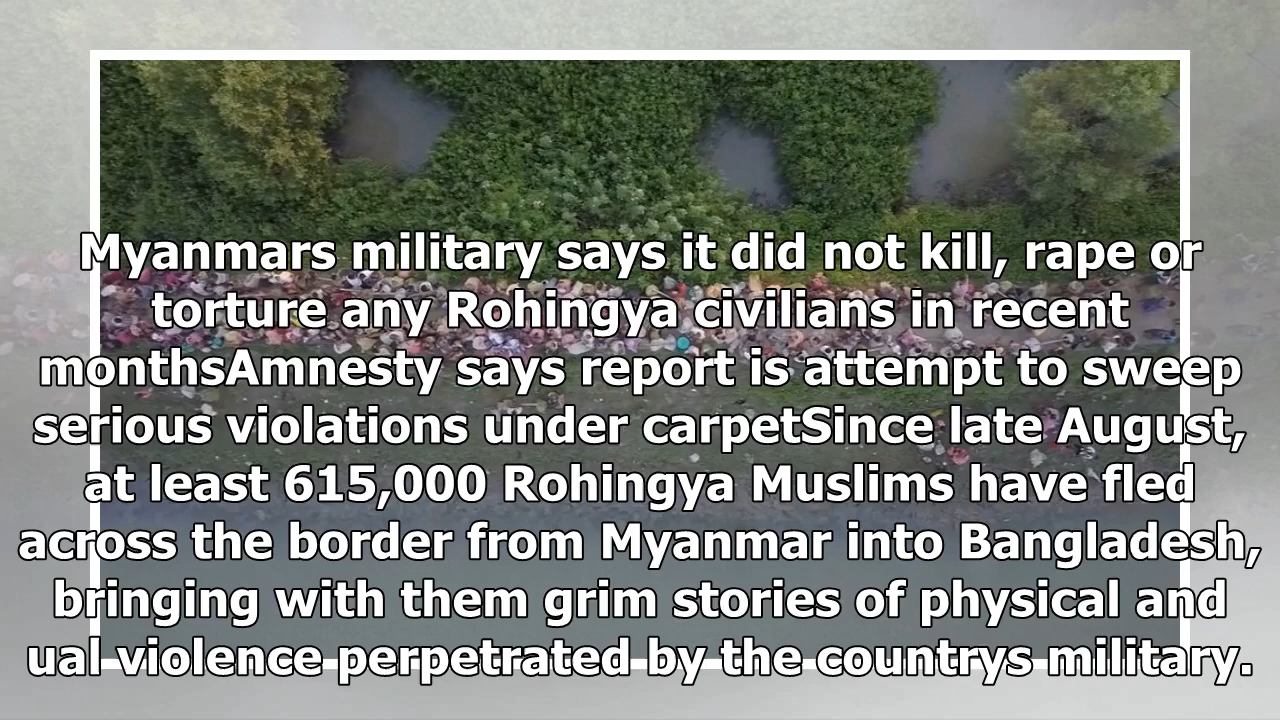 Myanmars military says it did not kill, rape or
torture any Rohingya civilians in recent
monthsAmnesty says report is attempt to sweep
serious violations under carpetSince late August,
at least 615,000 Rohingya Muslims have fled
across the border from Myanmar into Bangladesh,
bringing with them grim stories of physical and
ual violence perpetrated by the countrys military.